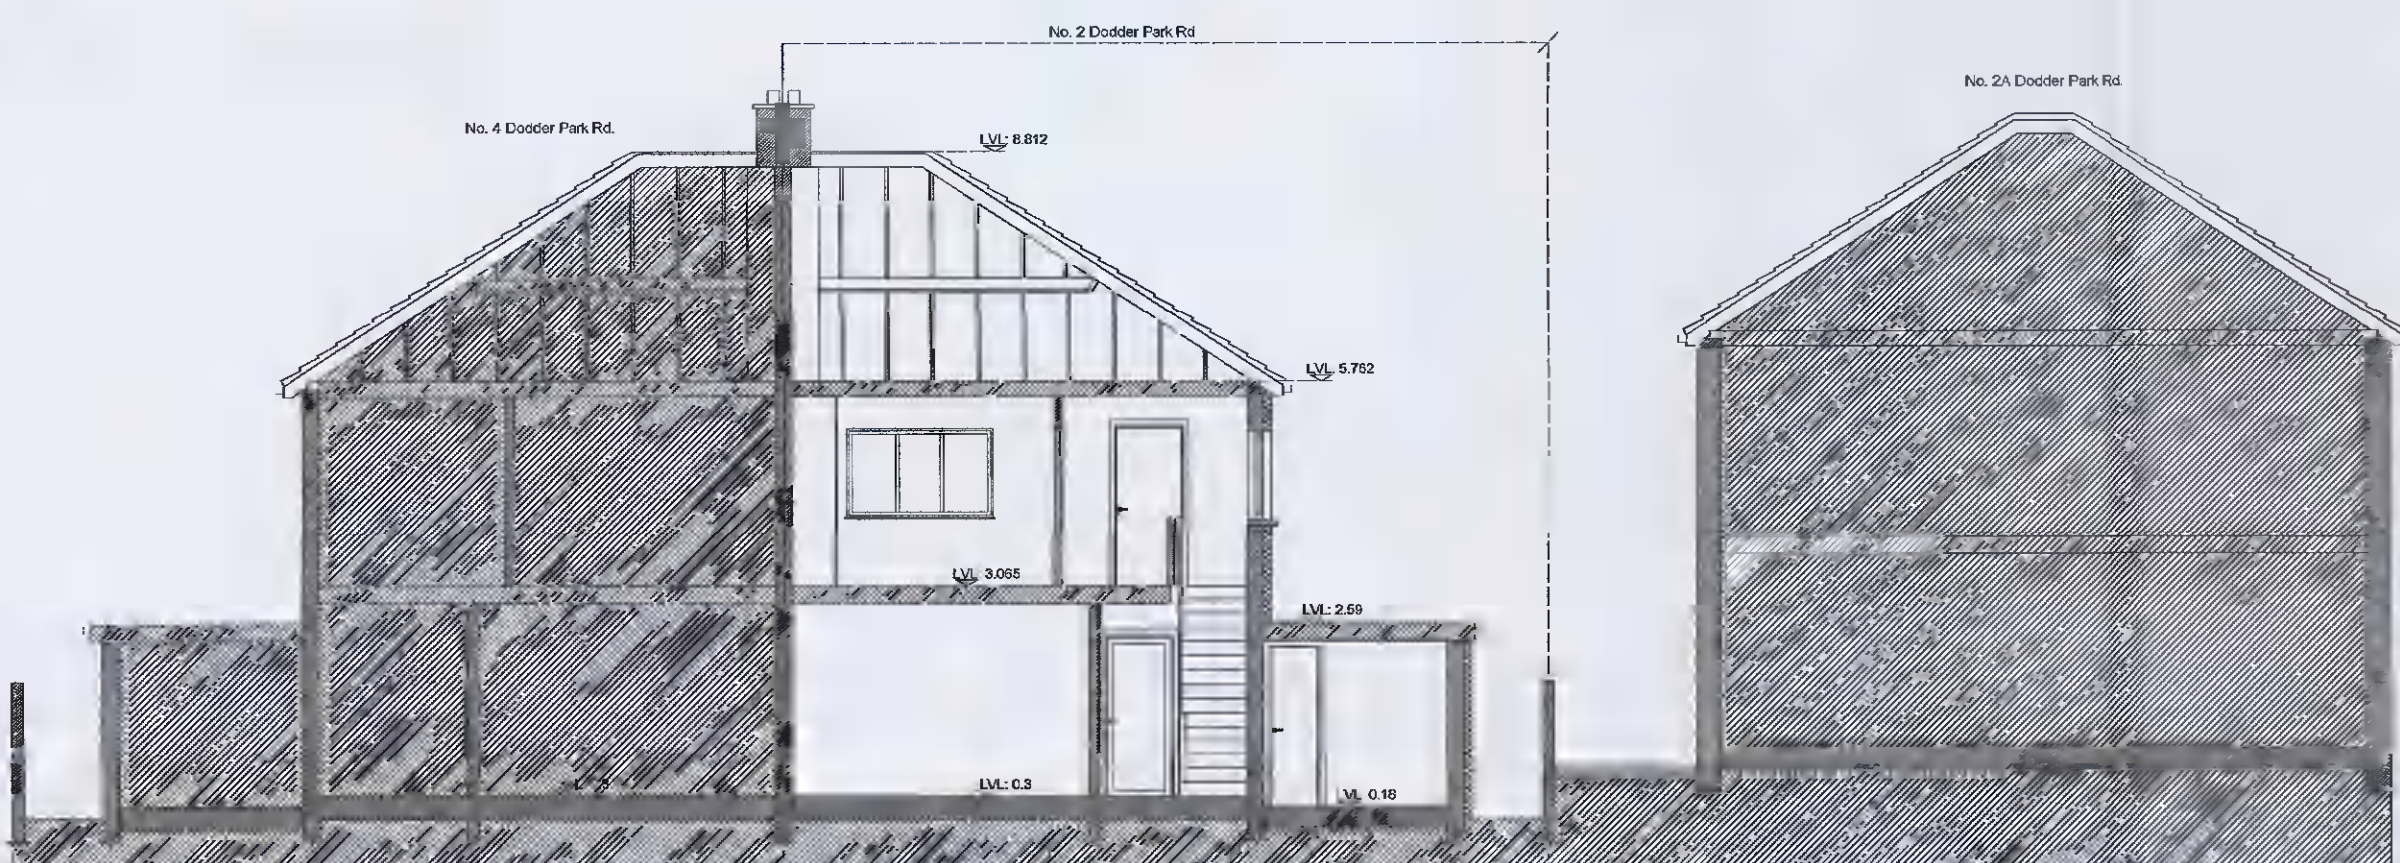 No. 2 Dodder Park Rd
No. 2A Dodder Park Rd.
No. 4 Dodder Park Rd.
LVL: 8.812
LVL. 5.762
LVL 3.065
LVL: 2.59
LVL: 0.3
VL 0.18